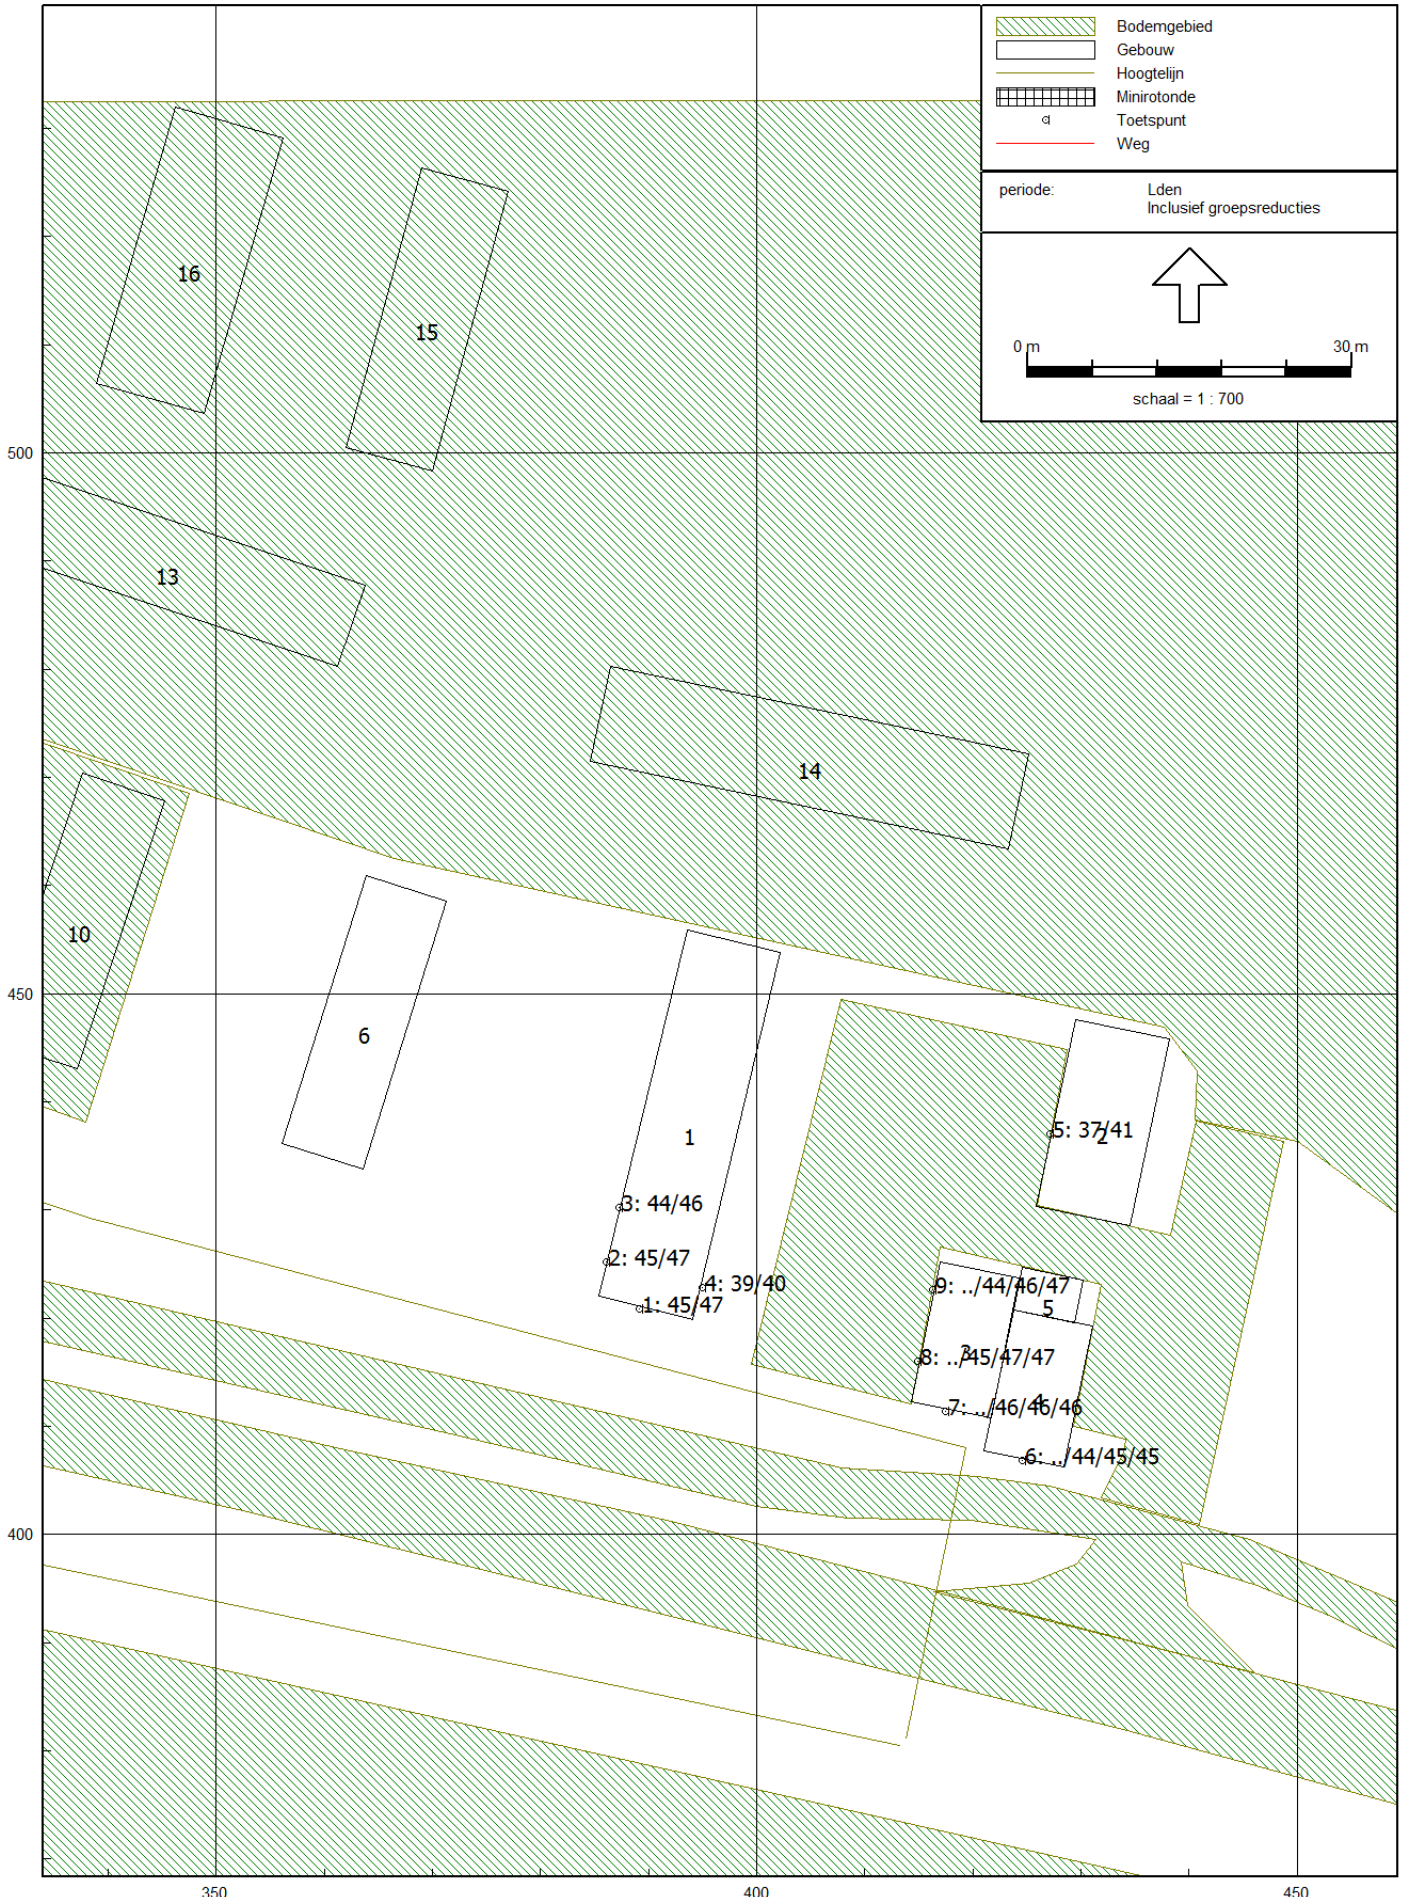 Bodemgebied
Gebouw
Hoogtelijn
Minirotonde
Toetspunt
Weg
periode: Lden
Inclusief groepsreducties
0 m 30 m
schaal = 1 : 700
16
15
500
13
14
10
450
6
1
5: 37/41
2
3: 44/46
2: 45/47
4: 39/40
1: 45/47
9: ../44/46/47
5
3
8: ../45/47/47
4
7: ../46/46/46
6: ../44/45/45
400
350 400 450